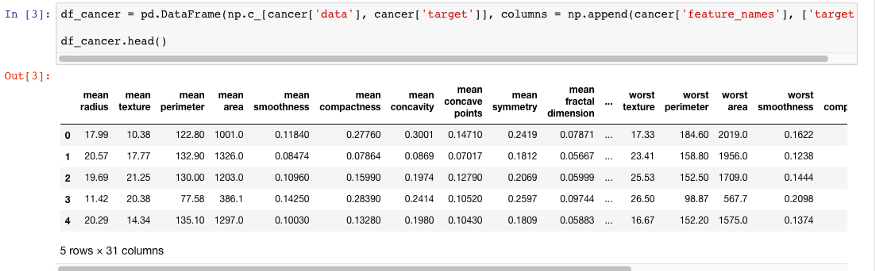 In [3]: df_cancer = pd.DataFrame(np.c_[cancer['data'], cancer['target']], columns = np.append(cancer['feature_names'], ['target
df_cancer.head()
Out[3]:
mean radius mean texture mean perimeter mean area mean smoothness mean compactness mean concavity mean concave points mean symmetry mean fractal dimension ... worst texture worst perimeter worst area worst smoothness comp
0 17.99 10.38 122.80 1001.0 0.11840 0.27760 0.3001 0.14710 0.2419 0.07871 ... 17.33 184.60 2019.0 0.1622
1 20.57 17.77 132.90 1326.0 0.08474 0.07864 0.0869 0.07017 0.1812 0.05667 ... 23.41 158.80 1956.0 0.1238
2 19.69 21.25 130.00 1203.0 0.10960 0.15990 0.1974 0.12790 0.2069 0.05999 ... 25.53 152.50 1709.0 0.1444
3 11.42 20.38 77.58 386.1 0.14250 0.28390 0.2414 0.10520 0.2597 0.09744 ... 26.50 98.87 567.7 0.2098
4 20.29 14.34 135.10 1297.0 0.10030 0.13280 0.1980 0.10430 0.1809 0.05883 ... 16.67 152.20 1575.0 0.1374
5 rows × 31 columns